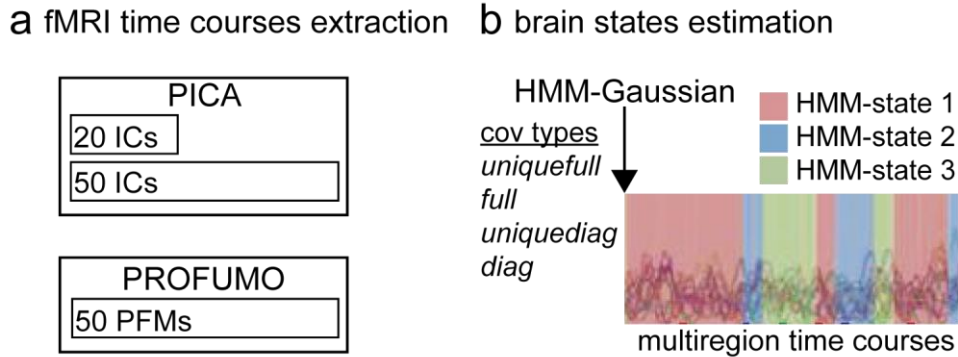 a fMRI time courses extraction
PICA
20 ICs
50 ICs
PROFUMO
50 PFMs
b brain states estimation
HMM-Gaussian
cov types
uniquefull
full
uniquediag
diag
HMM-state 1
HMM-state 2
HMM-state 3
multiregion time courses